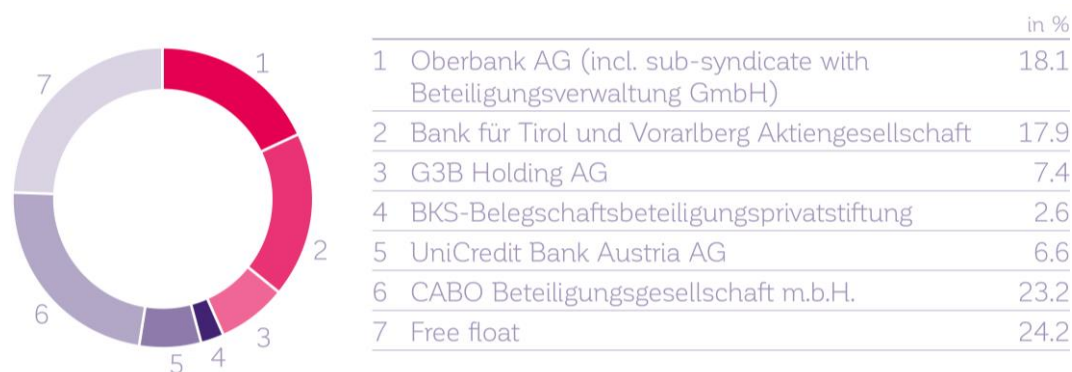 in %
1 Oberbank AG (incl. sub-syndicate with 18.1
Beteiligungsverwaltung GmbH)
2 Bank für Tirol und Vorarlberg Aktiengesellschaft 17.9
3 G3B Holding AG 7.4
4 BKS-Belegschaftsbeteiligungsprivatstiftung 2.6
5 UniCredit Bank Austria AG 6.6
6 CABO Beteiligungsgesellschaft m.b.H. 23.2
7 Free float 24.2
1
2
3
4
5
6
7